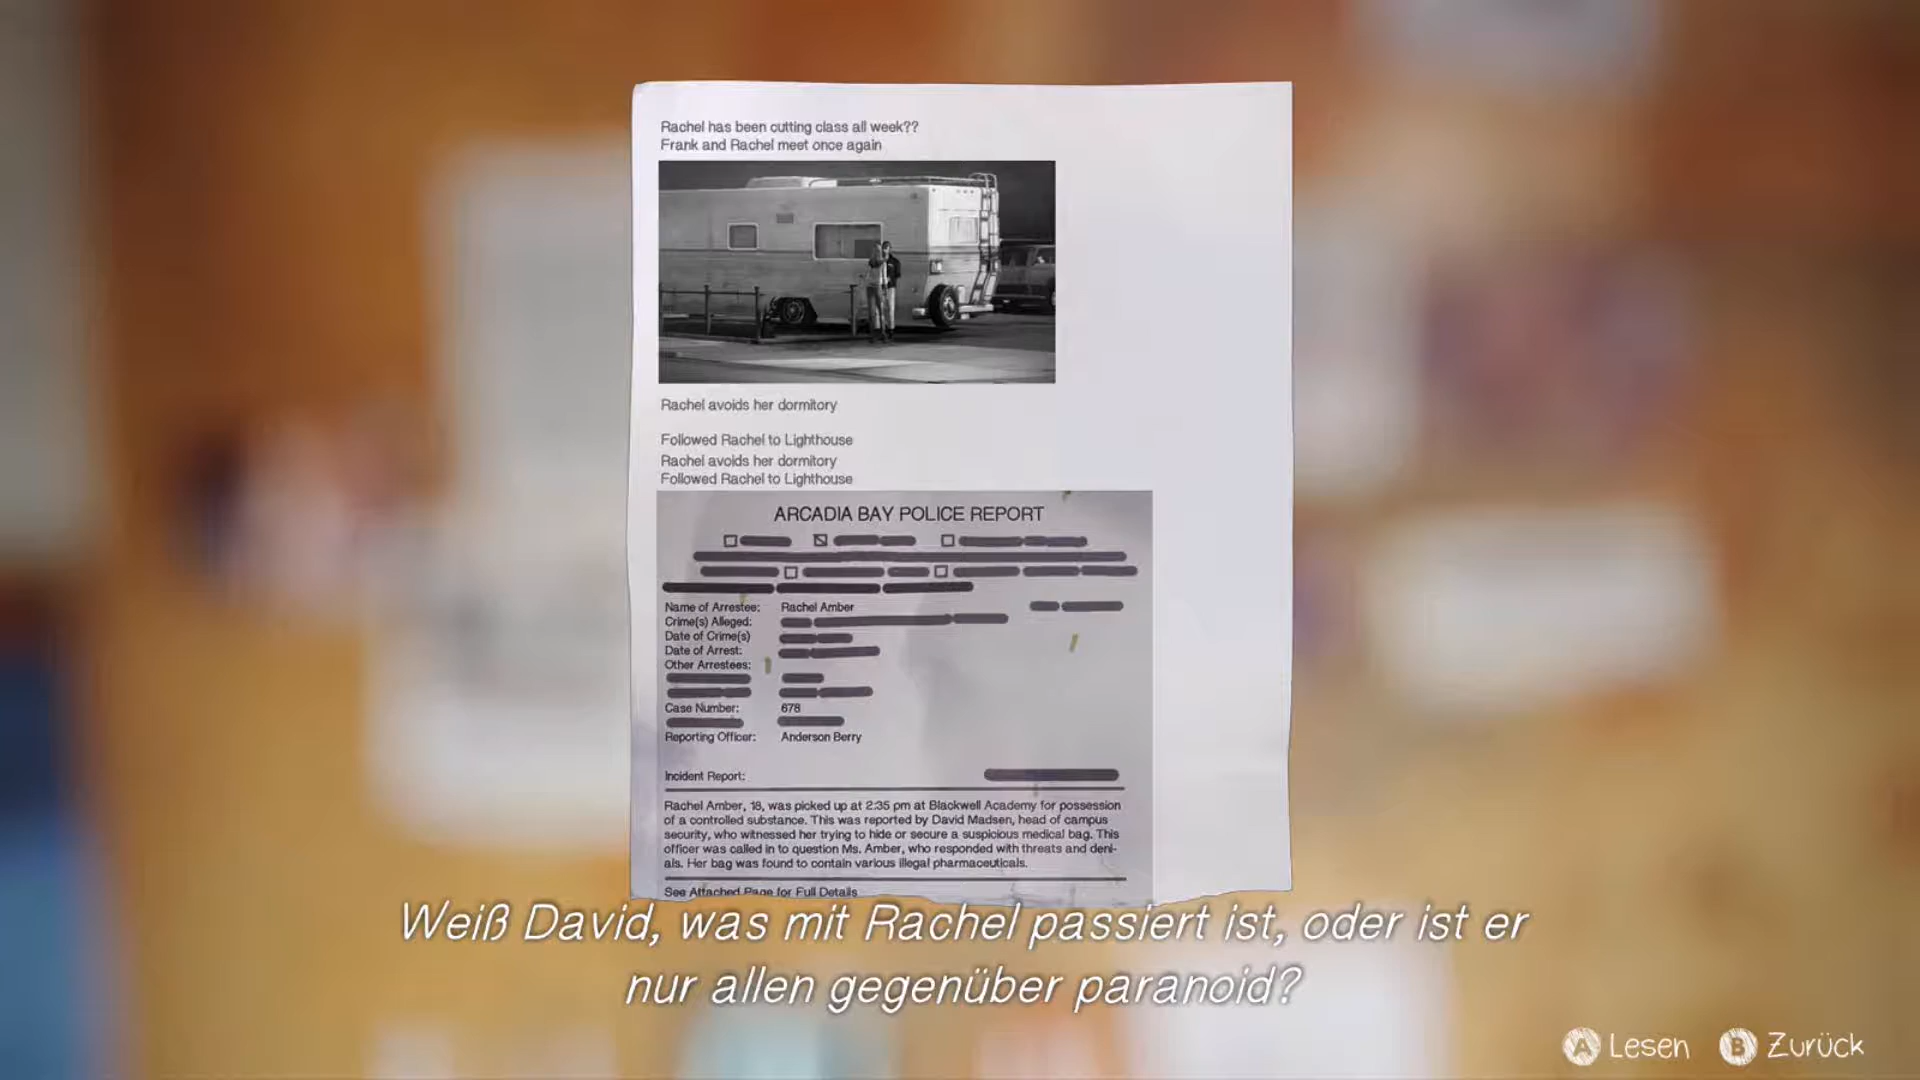 Rachel has been cutting class all week??
Frank and Rachel meet once again
Rachel avoids her dormitory
Followed Rachel to Lighthouse
Rachel avoids her dormitory
Followed Rachel to Lighthouse
ARCADIA BAY POLICE REPORT
Name of Arrestee: Rachel Amber
Crime(s) Alleged:
Date of Crime(s)
Date of Arrest:
Other Arrestees:
Case Number: 678
Reporting Officer: Anderson Berry
Incident Report:
Rachel Amber, 18, was picked up at 2:35 pm at Blackwell Academy for possession
of a controlled substance. This was reported by David Madsen, head of campus
security, who witnessed her trying to hide or secure a suspicious medical bag. This
officer was called in to question Ms. Amber, who responded with threats and deni-
als. Her bag was found to contain various illegal pharmaceuticals.
See Attached Page for Full Details
Weiß David, was mit Rachel passiert ist, oder ist er
nur allen gegenüber paranoid?
A Lesen B Zurück